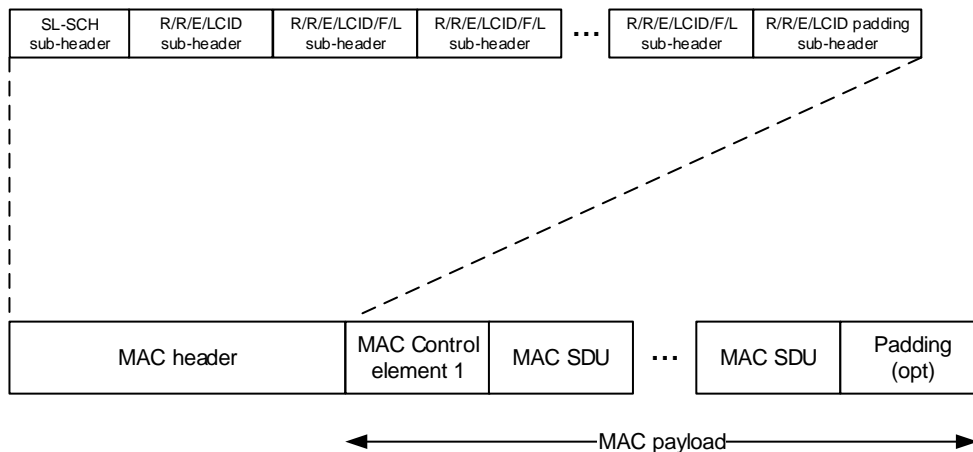 SL-SCH
sub-header
R/R/E/LCID
sub-header
R/R/E/LCID/F/L
sub-header
R/R/E/LCID/F/L
sub-header
...
R/R/E/LCID/F/L
sub-header
R/R/E/LCID padding
sub-header
MAC header
MAC Control
element 1
MAC SDU
...
MAC SDU
Padding
(opt)
MAC payload